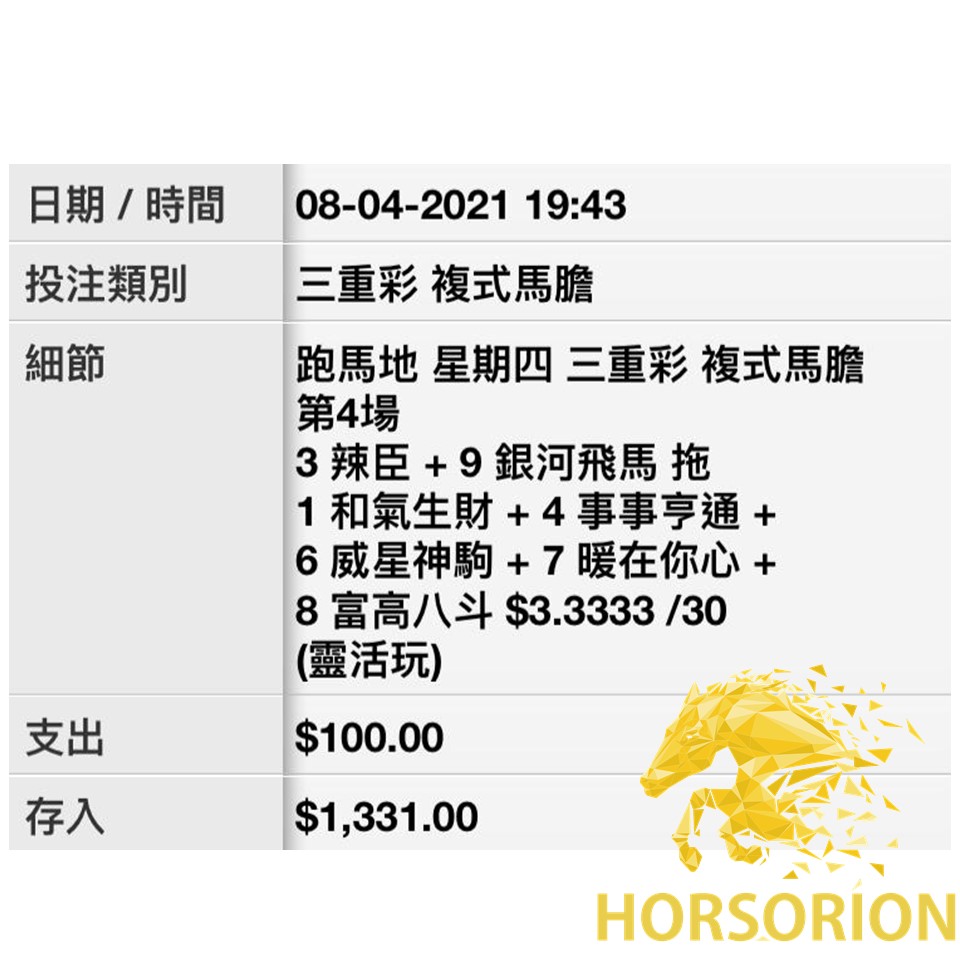 日期 / 時間 08-04-2021 19:43
投注類別 三重彩 複式馬膽
細節 跑馬地 星期四 三重彩 複式馬膽
第4場
3 辣臣 + 9 銀河飛馬 拖
1 和氣生財 + 4 事事亨通 +
6 威星神駒 + 7 暖在你心 +
8 富高八斗 $3.3333 /30
(靈活玩)
支出 $100.00
存入 $1,331.00
HORSORION